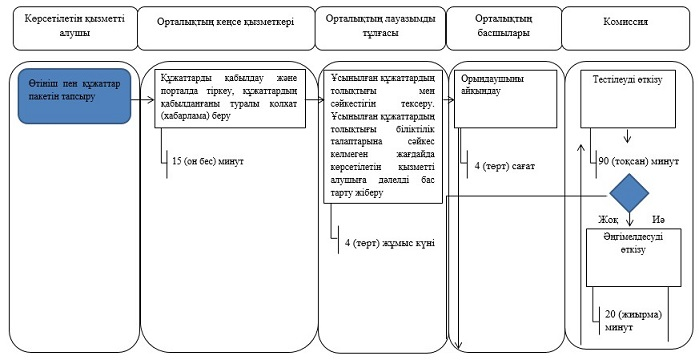 Көрсетілетін қызметті
алушы
Орталықтың кеңсе қызметкері
Орталықтың лауазымды
тұлғасы
Орталықтың
басшылары
Комиссия
Өтініш пен құжаттар
пакетін тапсыру
Құжаттарды қабылдау және
порталда тіркеу, құжаттардың
қабылданғаны туралы қолхат
(хабарлама) беру
15 (он бес) минут
Ұсынылған құжаттардың
толықтығы мен
сәйкестігін тексеру.
Ұсынылған құжаттардың
толықтығы біліктілік
талаптарына сәйкес
келмеген жағдайда
көрсетілетін қызметті
алушыға дәлелді бас
тарту жіберу
4 (төрт) жұмыс күні
Орындаушыны
айқындау
4 (төрт) сағат
Тестілеуді өткізу
90 (тоқсан) минут
Жоқ Иә
Әңгімелдесуді
өткізу
20 (жиырма)
минут